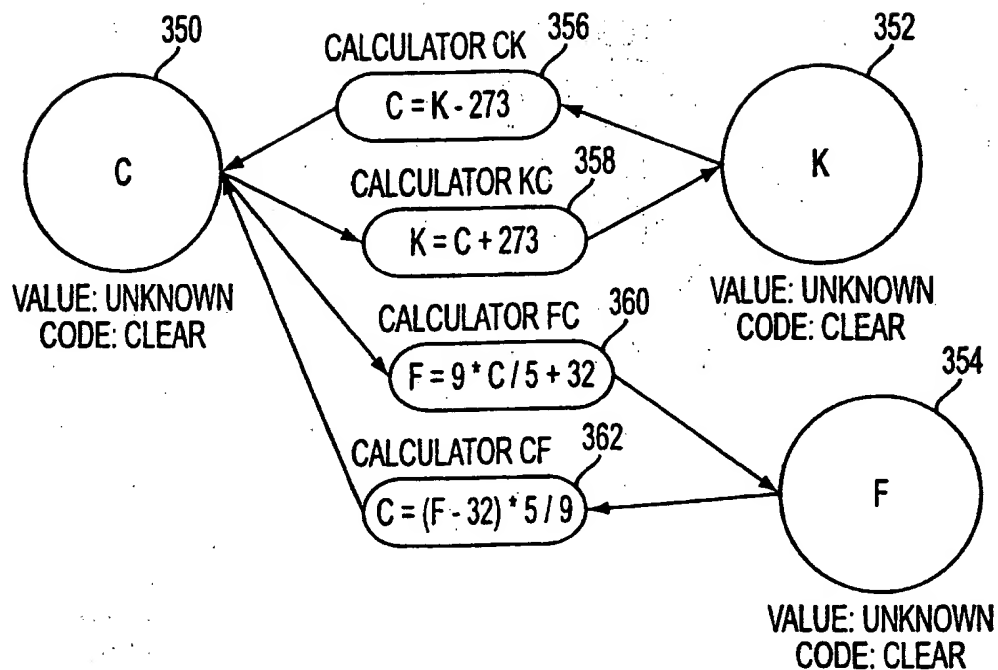 350
CALCULATOR CK
356
352
C
C = K - 273
K
CALCULATOR KC
358
K = C + 273
VALUE: UNKNOWN
CODE: CLEAR
VALUE: UNKNOWN
CODE: CLEAR
CALCULATOR FC
360
F = 9 * C / 5 + 32
354
CALCULATOR CF
362
C = (F - 32) * 5 / 9
F
VALUE: UNKNOWN
CODE: CLEAR